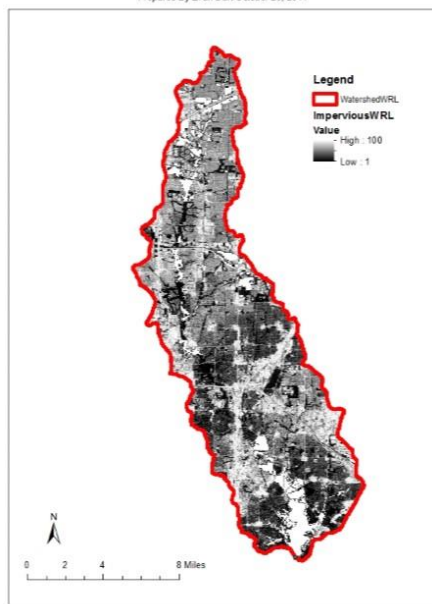 Legend
WatershedWRL
ImperviousWRL
Value
High : 100
Low : 1
N
0 2 4 8 Miles